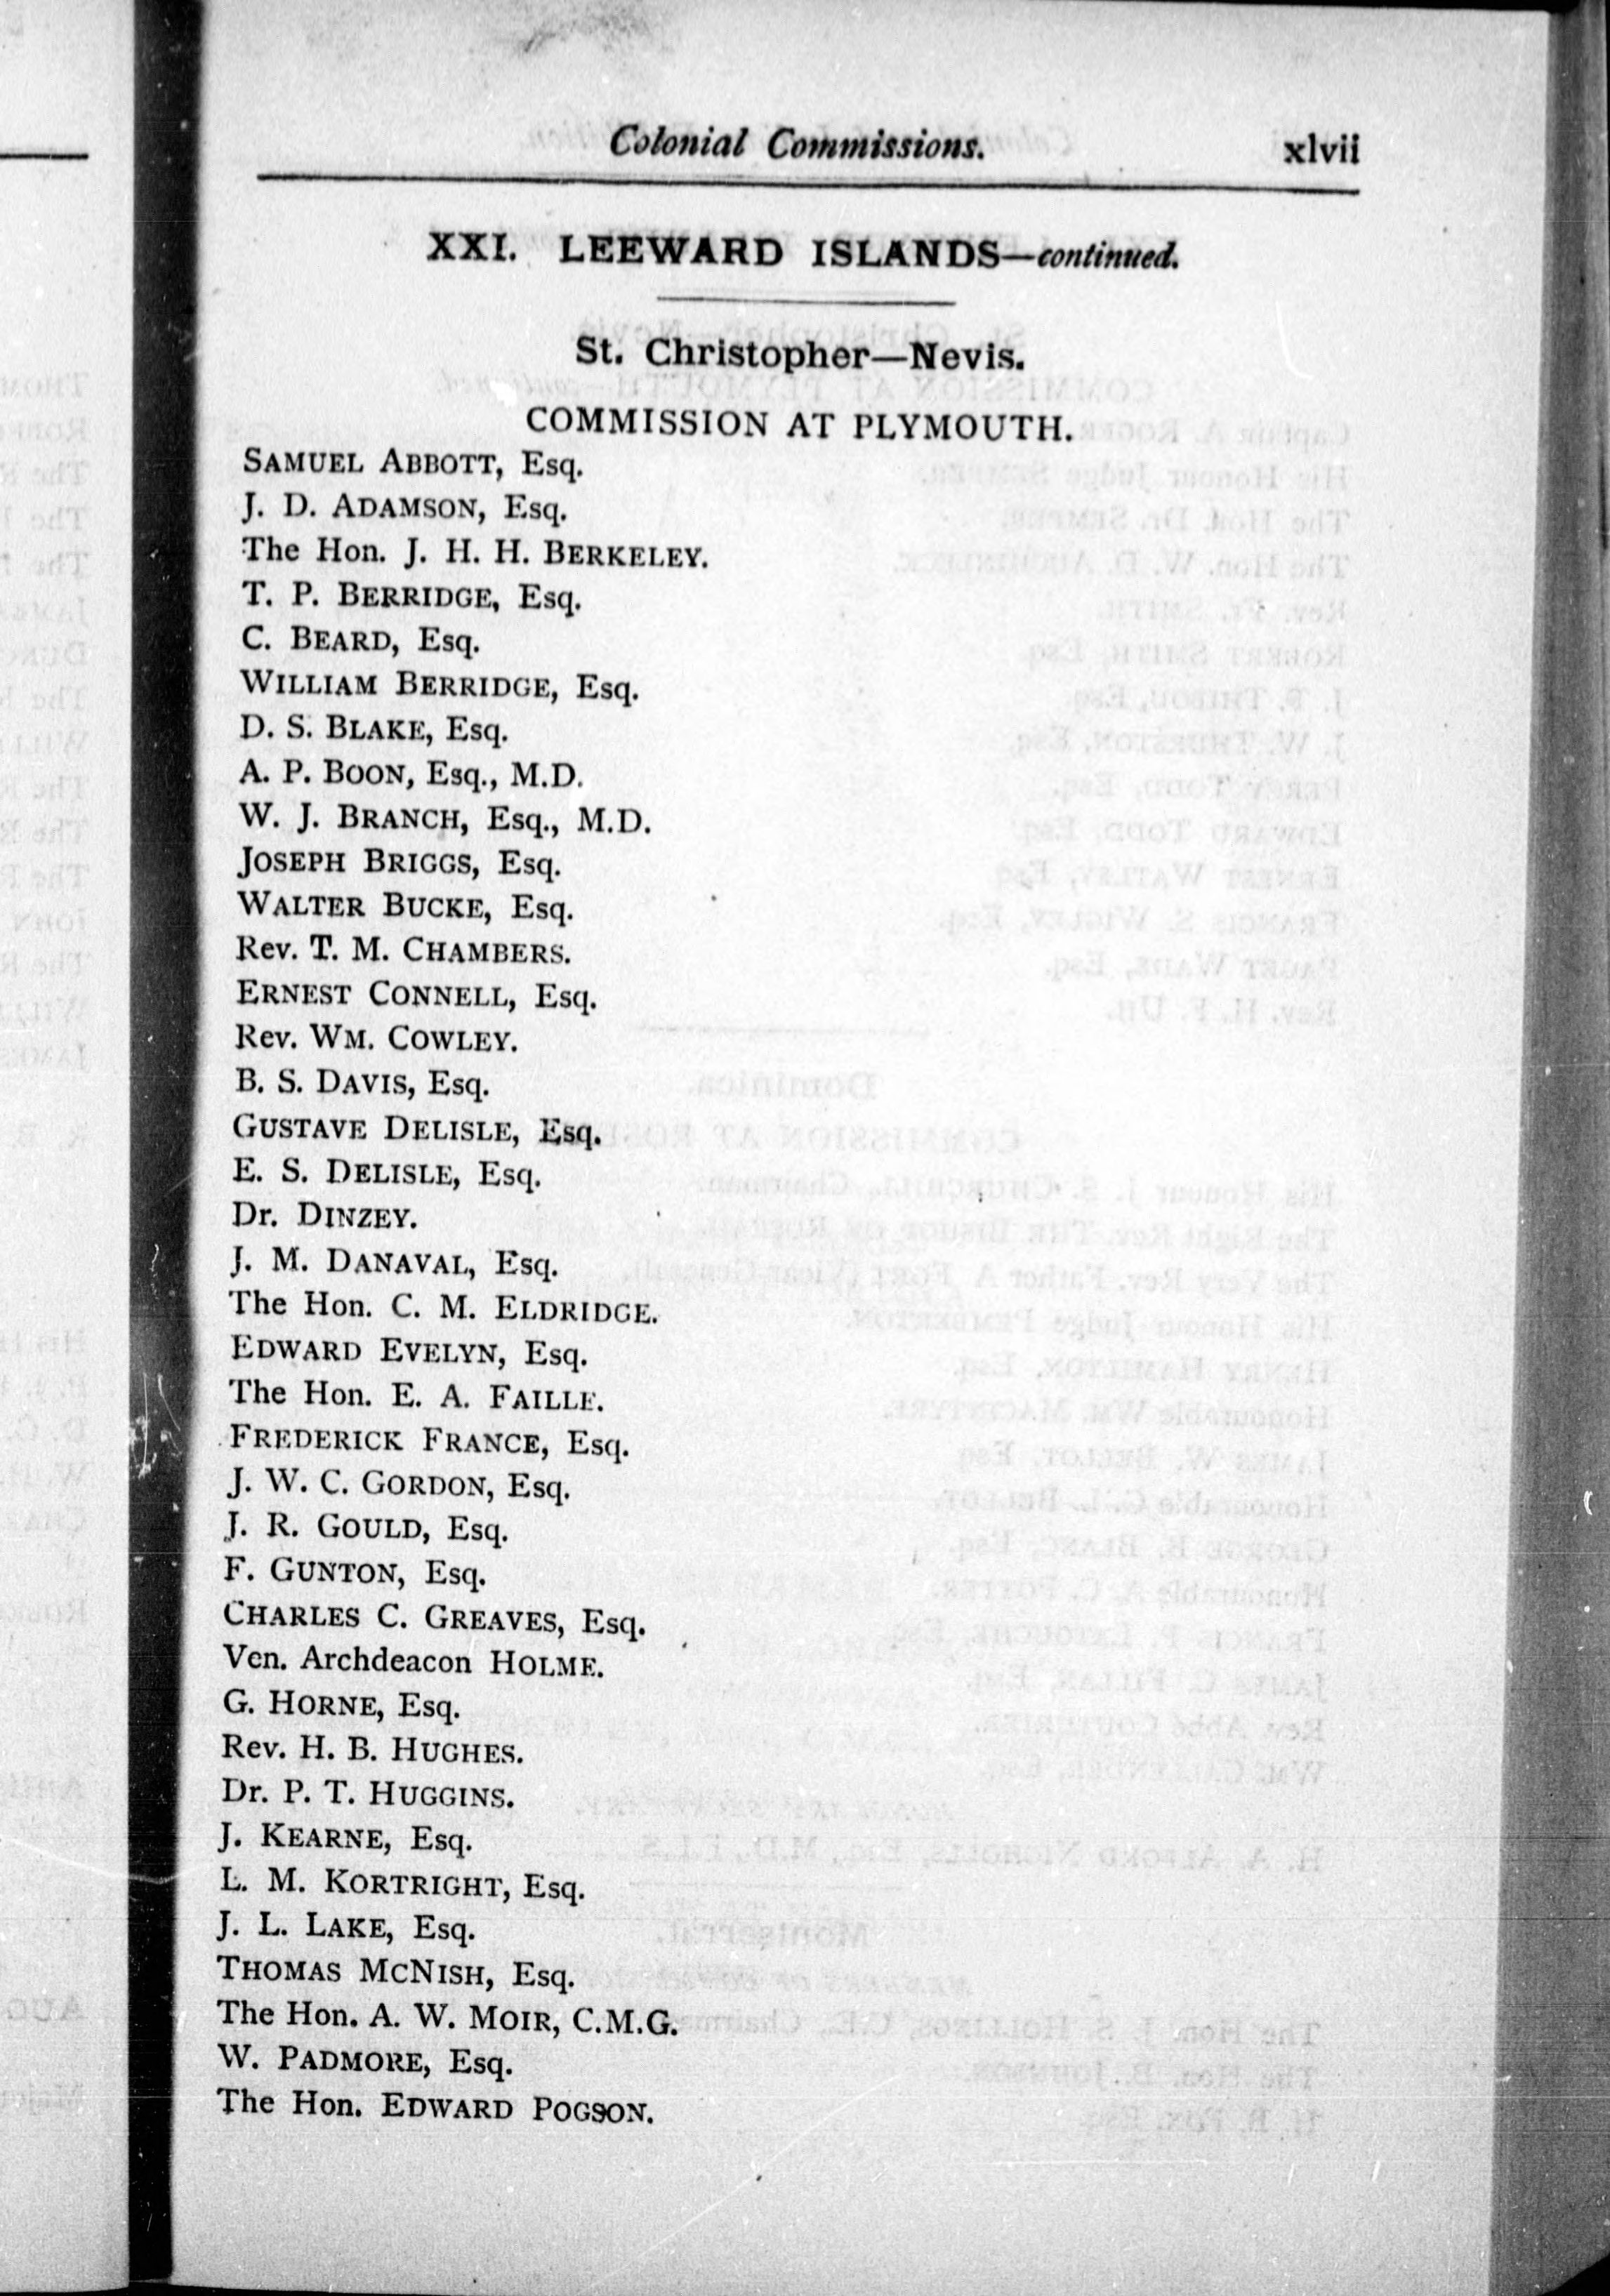 Colonial Commissions. xlvii
XXI. LEEWARD ISLANDS—continued.
St. Christopher—Nevis.
COMMISSION AT PLYMOUTH.
SAMUEL ABBOTT, Esq.
J. D. ADAMSON, Esq.
The Hon. J. H. H. BERKELEY.
T. P. BERRIDGE, Esq.
C. BEARD, Esq.
WILLIAM BERRIDGE, Esq.
D. S. BLAKE, Esq.
A. P. BOON, Esq., M.D.
W. J. BRANCH, Esq., M.D.
JOSEPH BRIGGS, Esq.
WALTER BUCKE, Esq.
Rev. T. M. CHAMBERS.
ERNEST CONNELL, Esq.
Rev. WM. COWLEY.
B. S. DAVIS, Esq.
GUSTAVE DELISLE, Esq.
E. S. DELISLE, Esq.
Dr. DINZEY.
J. M. DANAVAL, Esq.
The Hon. C. M. ELDRIDGE.
EDWARD EVELYN, Esq.
The Hon. E. A. FAILLE.
FREDERICK FRANCE, Esq.
J. W. C. GORDON, Esq.
J. R. GOULD, Esq.
F. GUNTON, Esq.
CHARLES C. GREAVES, Esq.
Ven. Archdeacon HOLME.
G. HORNE, Esq.
Rev. H. B. HUGHES.
Dr. P. T. HUGGINS.
J. KEARNE, Esq.
L. M. KORTRIGHT, Esq.
J. L. LAKE, Esq.
THOMAS MCNISH, Esq.
The Hon. A. W. MOIR, C.M.G.
W. PADMORE, Esq.
The Hon. EDWARD POGSON.